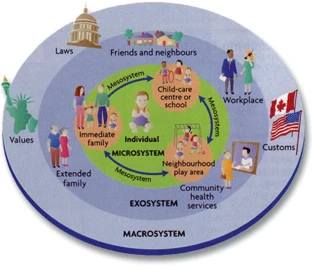 Laws
Friends and neighbours
Mesosystem
Child-care
centre or
school
Workplace
Mesosystem
Values
Immediate
family
Individual
MICROSYSTEM
Customs
Neighbourhood
play area
Mesosystem
Extended
family
Community
health
services
EXOSYSTEM
MACROSYSTEM